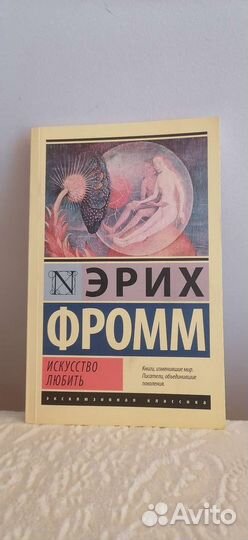 N
ЭРИХ
ФРОММ
ИСКУССТВО
ЛЮБИТЬ
Книги, изменившие мир.
Писатели, объединившие
поколения.
ЭКСКЛЮЗИВНАЯ КЛАССИКА
Avito